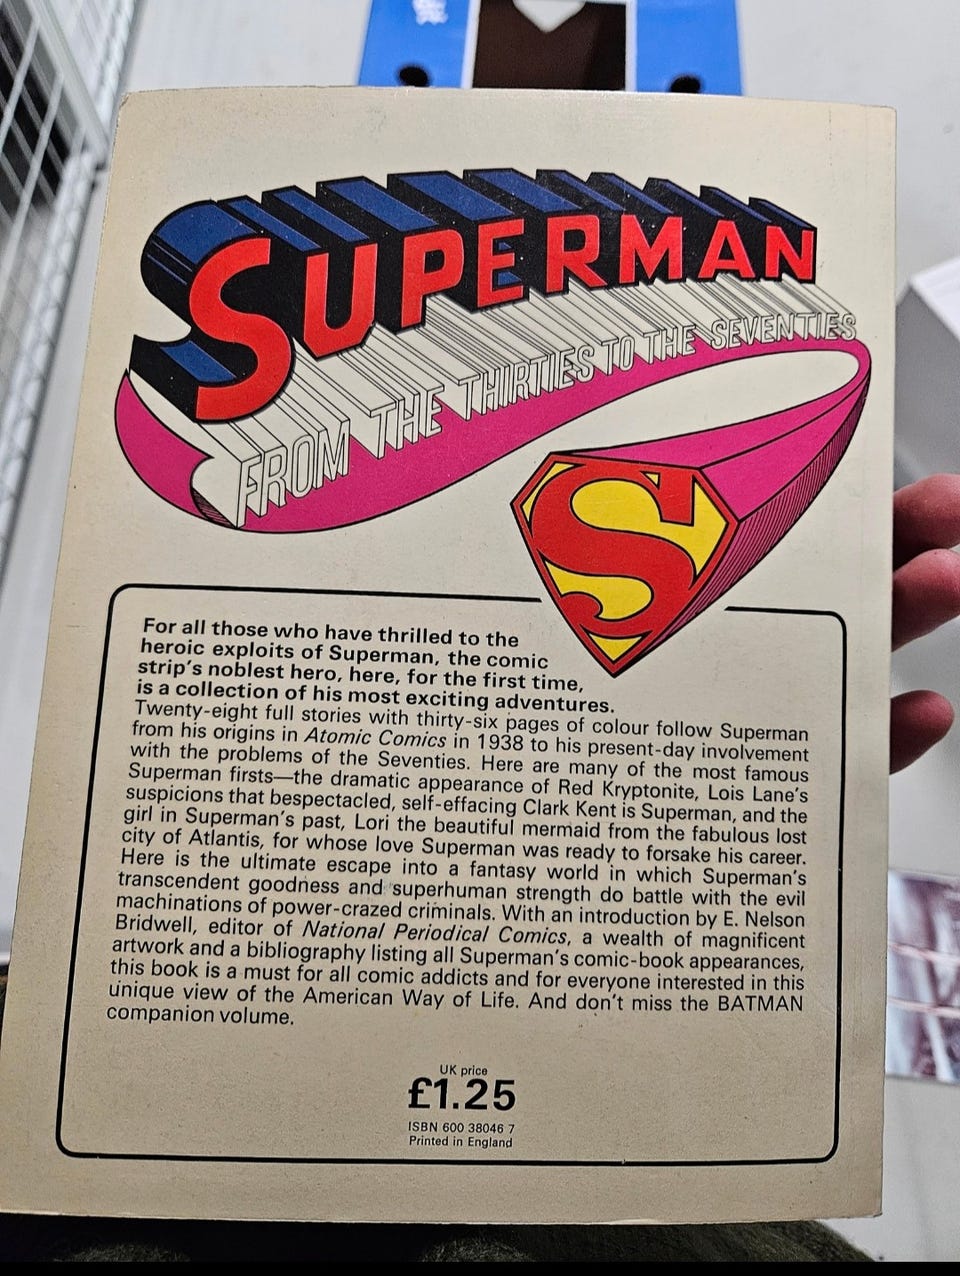 SUPERMAN
FROM THE THIRTIES TO THE SEVENTIES
S
For all those who have thrilled to the
heroic exploits of Superman, the comic
strip's noblest hero, here, for the first time,
is a collection of his most exciting adventures.
Twenty-eight full stories with thirty-six pages of colour follow Superman
from his origins in Atomic Comics in 1938 to his present-day involvement
with the problems of the Seventies. Here are many of the most famous
Superman firsts—the dramatic appearance of Red Kryptonite, Lois Lane's
suspicions that bespectacled, self-effacing Clark Kent is Superman, and the
girl in Superman's past, Lori the beautiful mermaid from the fabulous lost
city of Atlantis, for whose love Superman was ready to forsake his career.
Here is the ultimate escape into a fantasy world in which Superman's
transcendent goodness and superhuman strength do battle with the evil
machinations of power-crazed criminals. With an introduction by E. Nelson
Bridwell, editor of National Periodical Comics, a wealth of magnificent
artwork and a bibliography listing all Superman's comic-book appearances,
this book is a must for all comic addicts and for everyone interested in this
unique view of the American Way of Life. And don't miss the BATMAN
companion volume.
UK price
£1.25
ISBN 600 38046 7
Printed in England